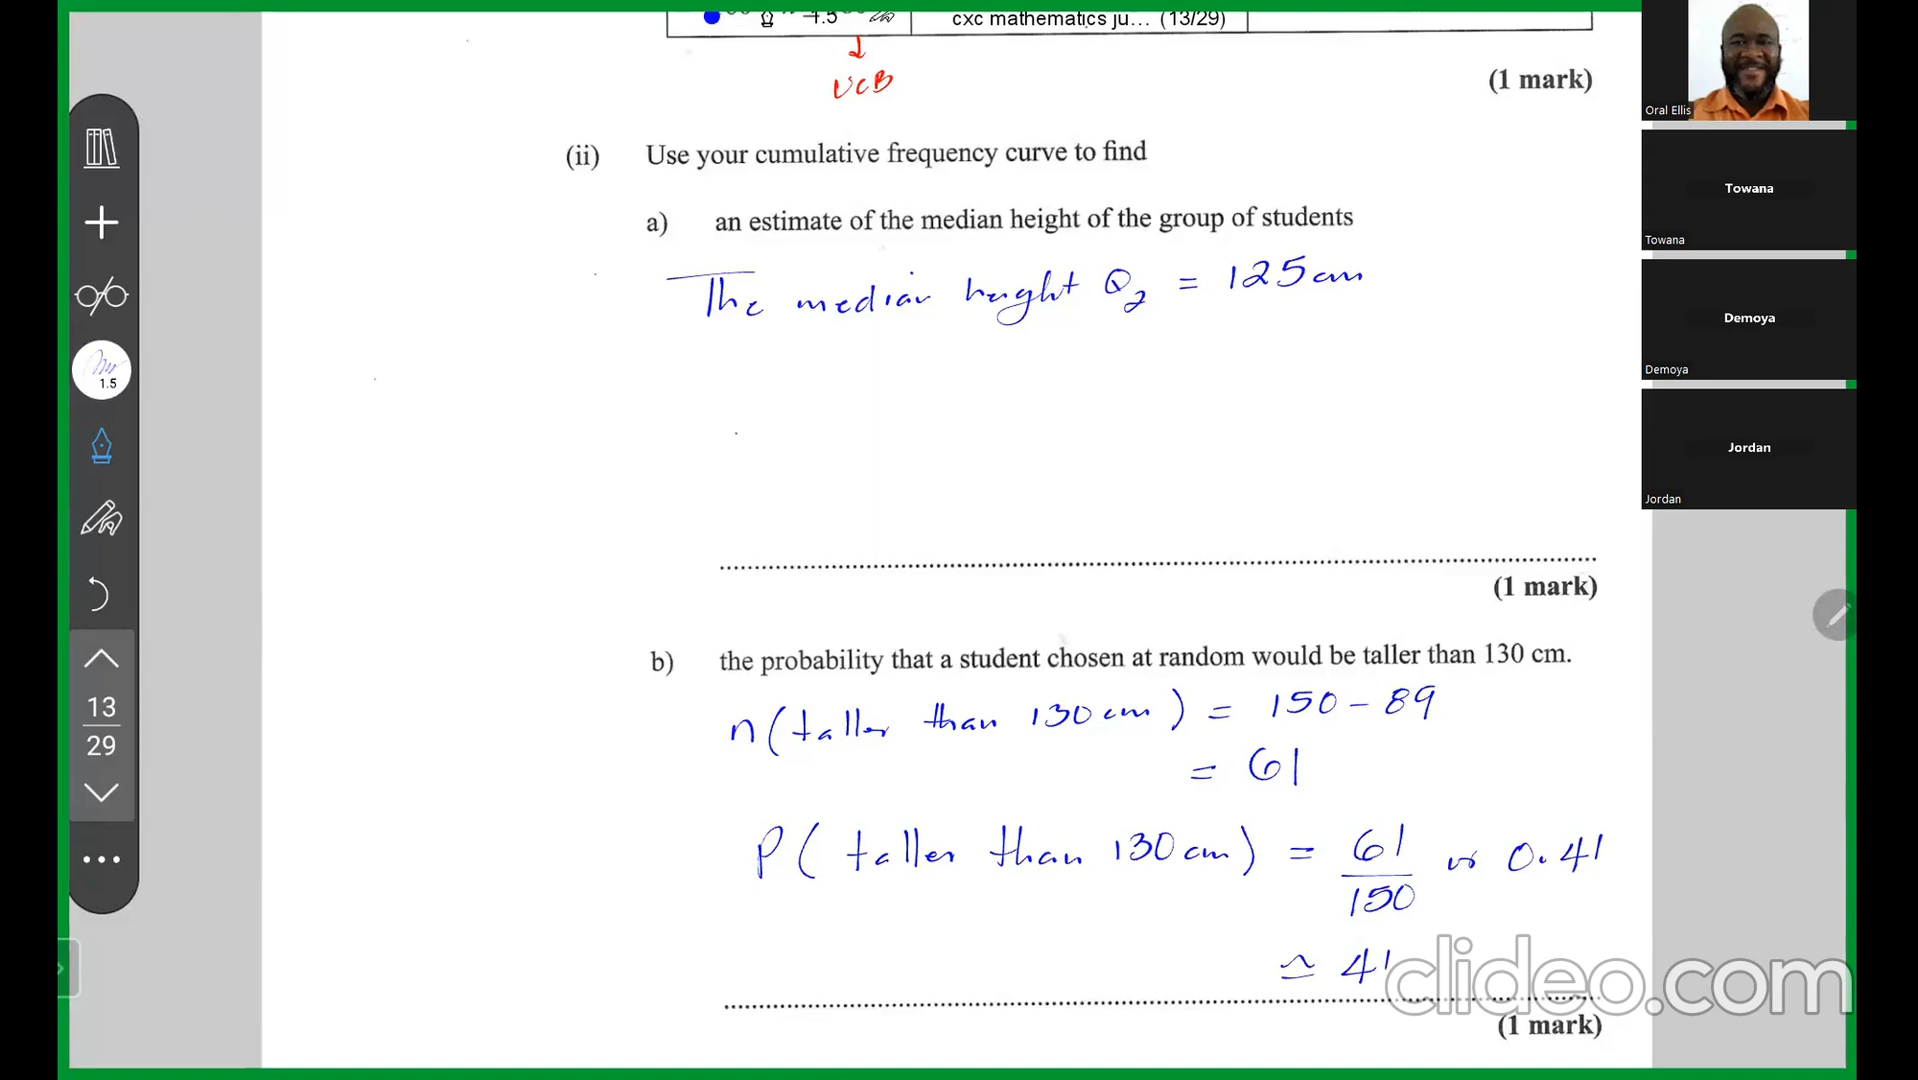 1.5
cxc mathematics ju... (13/29)
UCB
(1 mark)
(ii) Use your cumulative frequency curve to find
a) an estimate of the median height of the group of students
The median height Q2 = 125cm
(1 mark)
b) the probability that a student chosen at random would be taller than 130 cm.
n(taller than 130cm) = 150 - 89
= 61
P(taller than 130cm) = 61/150 or 0.41
≃ 41
(1 mark)
1.5
13
29
Oral Ellis
Towana
Towana
Demoya
Demoya
Jordan
Jordan
clideo.com